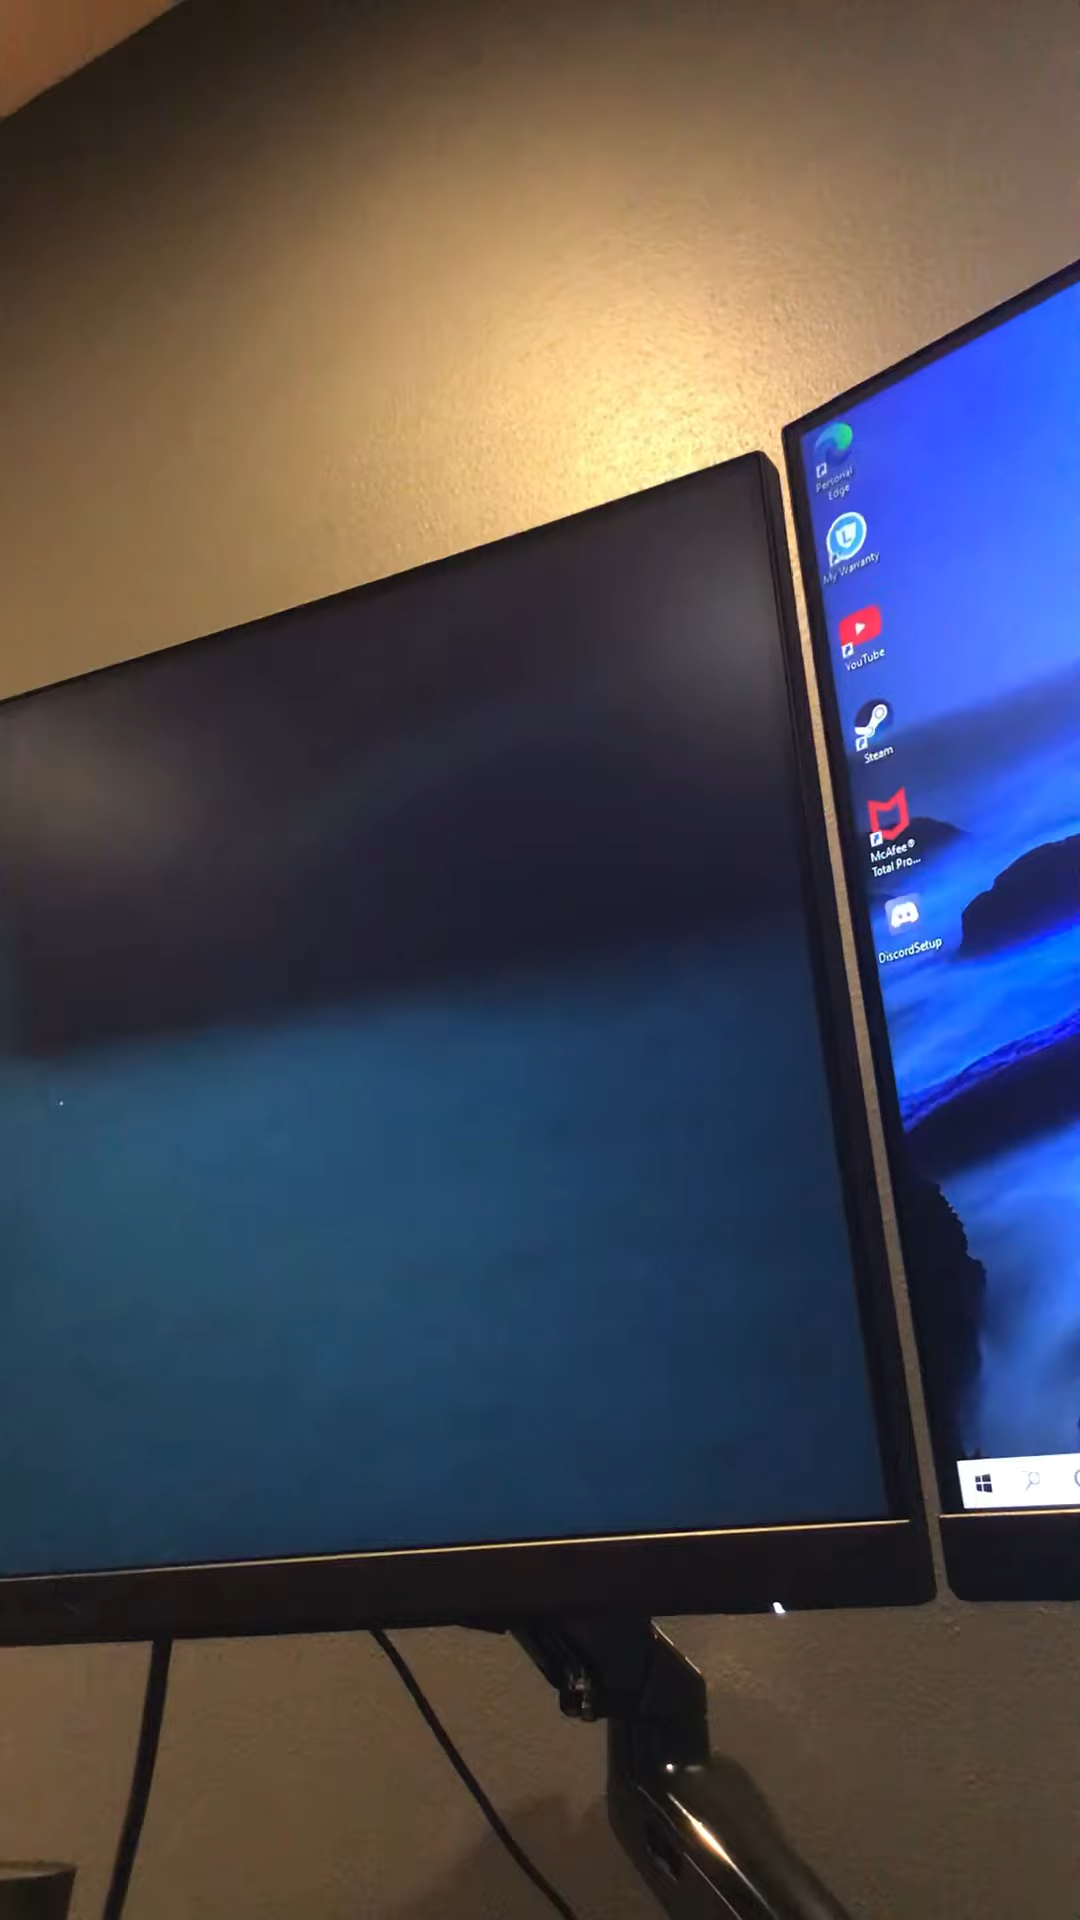 Personal
Edge
My Warranty
YouTube
Steam
McAfee®
Total Pro...
DiscordSetup